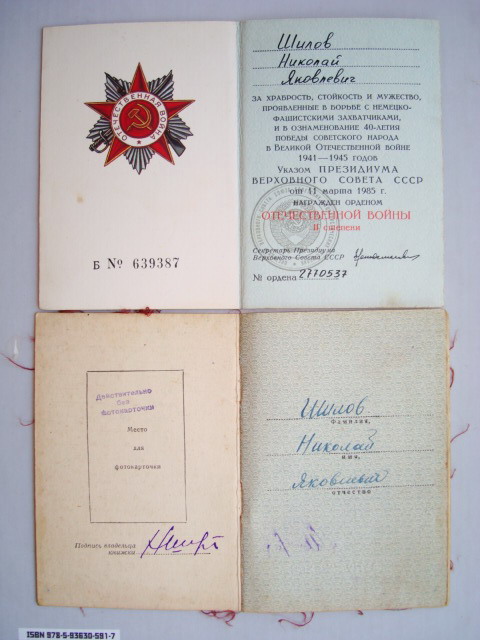 ОТЕЧЕСТВЕННАЯ ВОЙНА
Б № 639387
Шилов
Николай
Яковлевич
ЗА ХРАБРОСТЬ, СТОЙКОСТЬ И МУЖЕСТВО,
ПРОЯВЛЕННЫЕ В БОРЬБЕ С НЕМЕЦКО-
ФАШИСТСКИМИ ЗАХВАТЧИКАМИ,
И В ОЗНАМЕНОВАНИЕ 40-ЛЕТИЯ
ПОБЕДЫ СОВЕТСКОГО НАРОДА
В ВЕЛИКОЙ ОТЕЧЕСТВЕННОЙ ВОЙНЕ
1941—1945 ГОДОВ
УКАЗОМ ПРЕЗИДИУМА
ВЕРХОВНОГО СОВЕТА СССР
от 11 марта 1985 г.
НАГРАЖДЕН ОРДЕНОМ
ОТЕЧЕСТВЕННОЙ ВОЙНЫ
II степени
Секретарь Президиума
Верховного Совета СССР
№ ордена 2770537
Действительно
без
фотокарточки
Место
для
фотокарточки
Подпись владельца
книжки
Шилов
фамилия,
Николай
имя,
Яковлевич
отчество
ISBN 978-5-93630-591-7